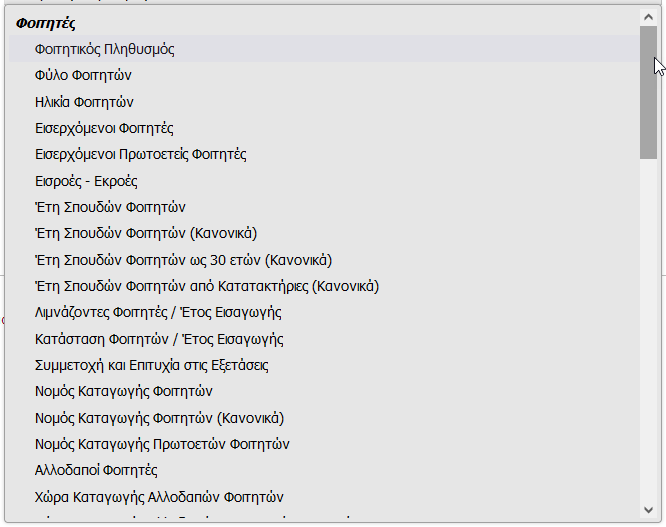 Φοιτητές
Φοιτητικός Πληθυσμός
Φύλο Φοιτητών
Ηλικία Φοιτητών
Εισερχόμενοι Φοιτητές
Εισερχόμενοι Πρωτοετείς Φοιτητές
Εισροές - Εκροές
Έτη Σπουδών Φοιτητών
Έτη Σπουδών Φοιτητών (Κανονικά)
Έτη Σπουδών Φοιτητών ως 30 ετών (Κανονικά)
Έτη Σπουδών Φοιτητών από Κατατακτήριες (Κανονικά)
Λιμνάζοντες Φοιτητές / Έτος Εισαγωγής
Κατάσταση Φοιτητών / Έτος Εισαγωγής
Συμμετοχή και Επιτυχία στις Εξετάσεις
Νομός Καταγωγής Φοιτητών
Νομός Καταγωγής Φοιτητών (Κανονικά)
Νομός Καταγωγής Πρωτοετών Φοιτητών
Αλλοδαποί Φοιτητές
Χώρα Καταγωγής Αλλοδαπών Φοιτητών